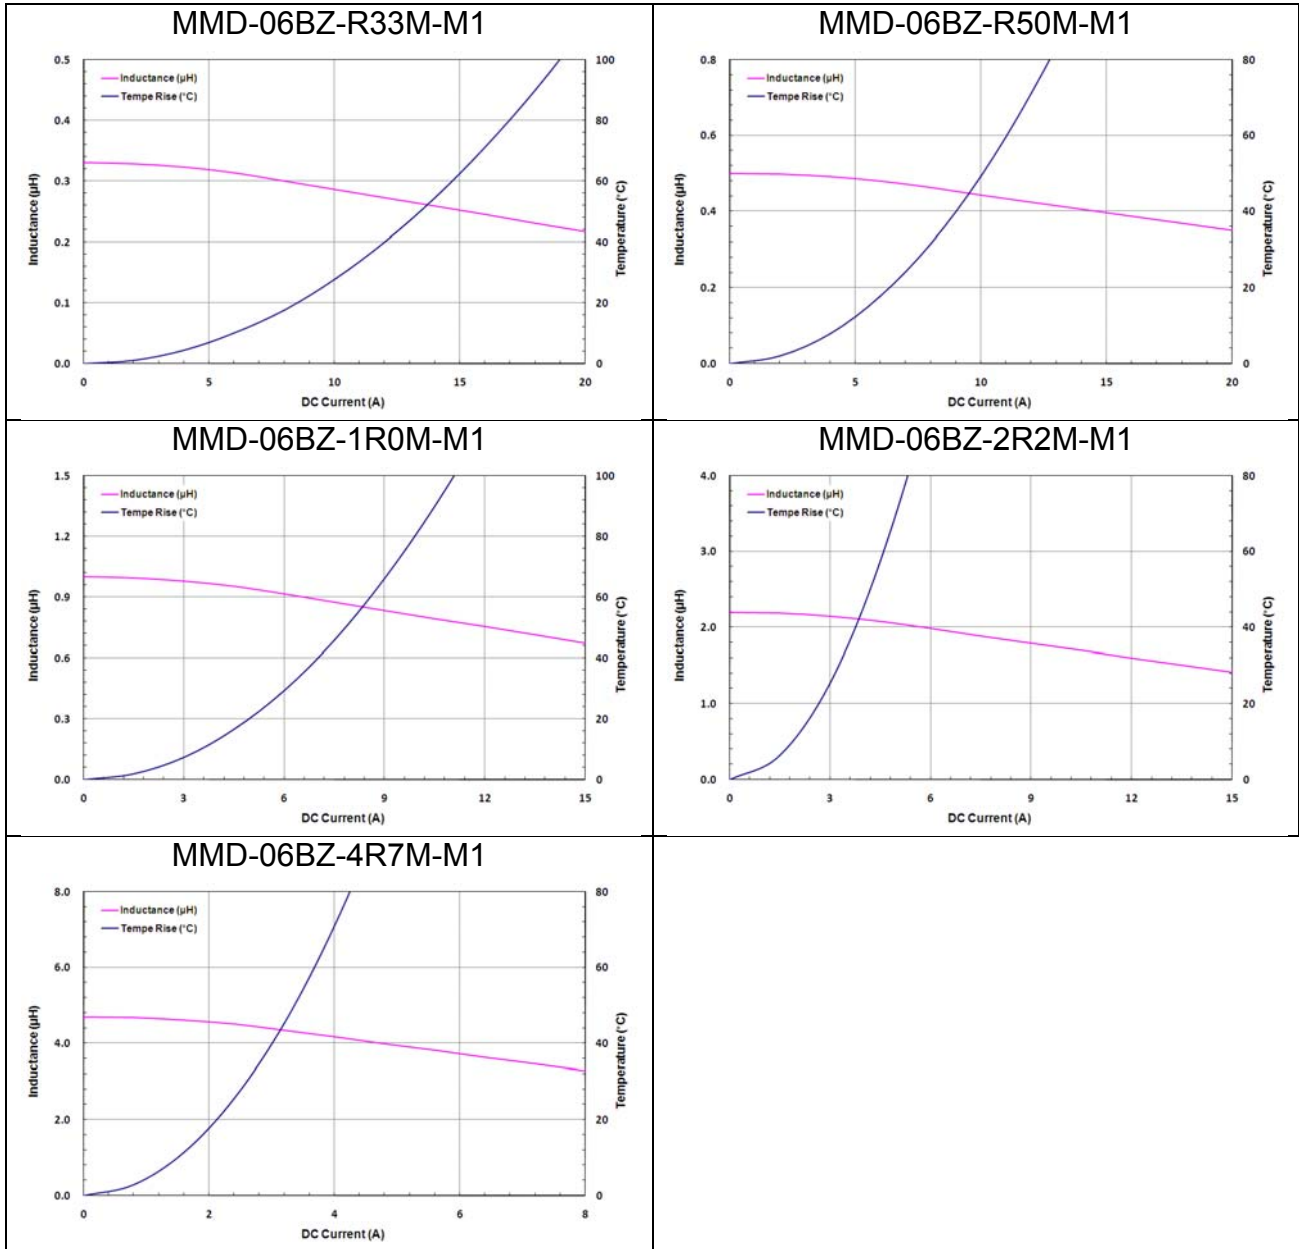 MMD-06BZ-R33M-M1
0.5
0.4
0.3
0.2
0.1
0.0
Inductance (µH)
Inductance (µH)
Tempe Rise (°C)
100
80
60
40
20
0
Temperature (°C)
0 5 10 15 20
DC Current (A)
MMD-06BZ-R50M-M1
0.8
0.6
0.4
0.2
0.0
Inductance (µH)
Inductance (µH)
Tempe Rise (°C)
80
60
40
20
0
Temperature (°C)
0 5 10 15 20
DC Current (A)
MMD-06BZ-1R0M-M1
1.5
1.2
0.9
0.6
0.3
0.0
Inductance (µH)
Inductance (µH)
Tempe Rise (°C)
100
80
60
40
20
0
Temperature (°C)
0 3 6 9 12 15
DC Current (A)
MMD-06BZ-2R2M-M1
4.0
3.0
2.0
1.0
0.0
Inductance (µH)
Inductance (µH)
Tempe Rise (°C)
80
60
40
20
0
Temperature (°C)
0 3 6 9 12 15
DC Current (A)
MMD-06BZ-4R7M-M1
8.0
6.0
4.0
2.0
0.0
Inductance (µH)
Inductance (µH)
Tempe Rise (°C)
80
60
40
20
0
Temperature (°C)
0 2 4 6 8
DC Current (A)